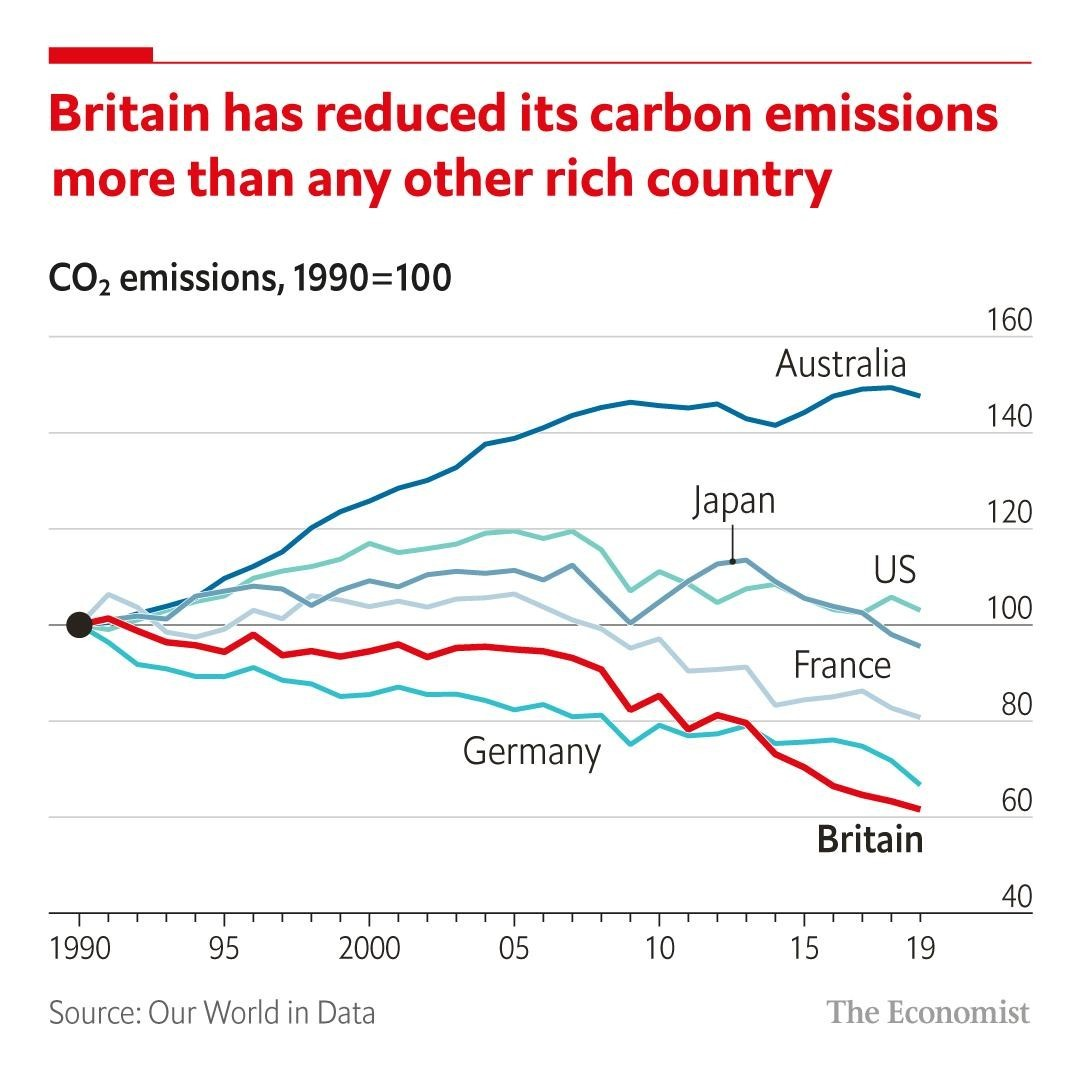 Britain has reduced its carbon emissions
more than any other rich country
CO₂ emissions, 1990=100
160
Australia
140
Japan
120
US
100
France
80
Germany
60
Britain
40
1990 95 2000 05 10 15 19
Source: Our World in Data
The Economist